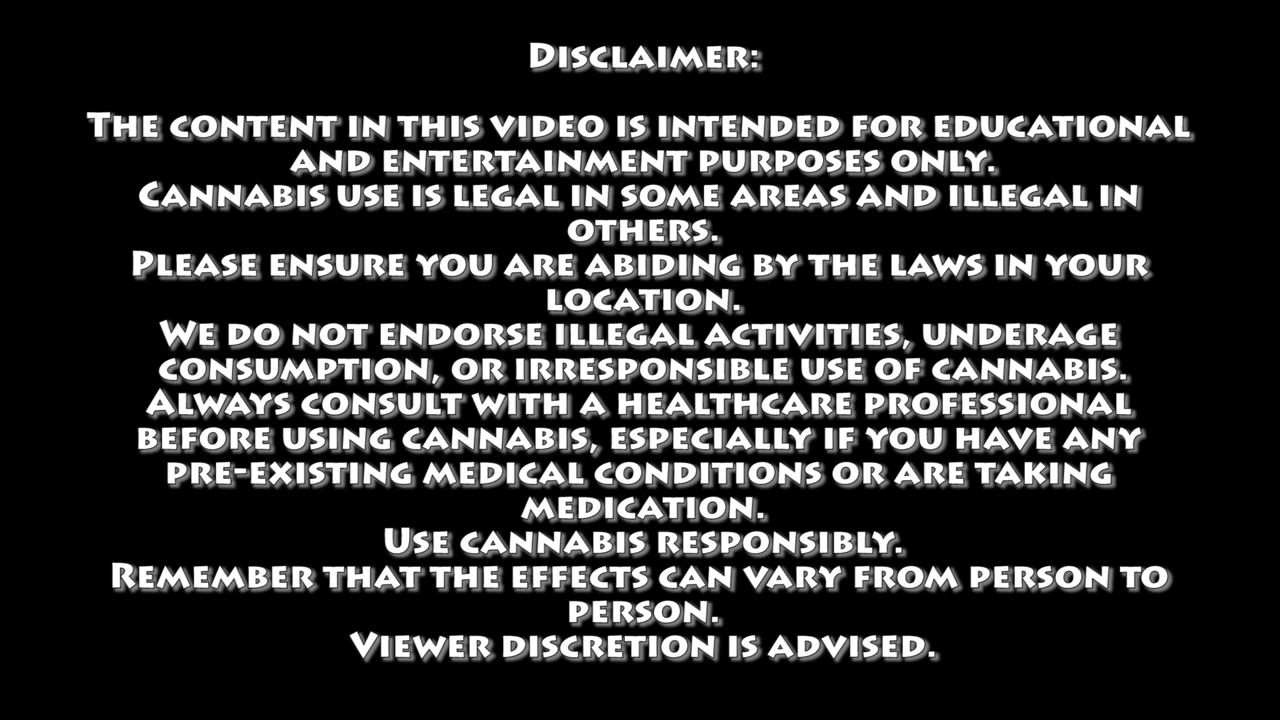 Disclaimer:
The content in this video is intended for educational
and entertainment purposes only.
Cannabis use is legal in some areas and illegal in
others.
Please ensure you are abiding by the laws in your
location.
We do not endorse illegal activities, underage
consumption, or irresponsible use of cannabis.
Always consult with a healthcare professional
before using cannabis, especially if you have any
pre-existing medical conditions or are taking
medication.
Use cannabis responsibly.
Remember that the effects can vary from person to
person.
Viewer discretion is advised.